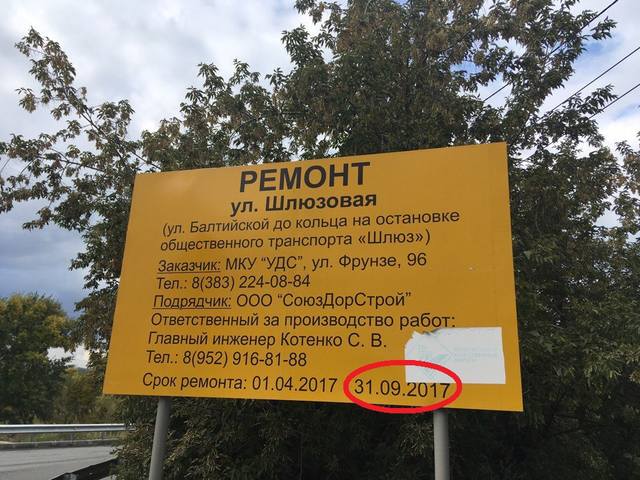 РЕМОНТ
ул. Шлюзовая
(ул. Балтийской до кольца на остановке
общественного транспорта «Шлюз»)
Заказчик: МКУ “УДС”, ул. Фрунзе, 96
Тел.: 8(383) 224-08-84
Подрядчик: ООО “СоюзДорСтрой”
Ответственный за производство работ:
Главный инженер Котенко С. В.
Тел.: 8(952) 916-81-88
Срок ремонта: 01.04.2017 31.09.2017